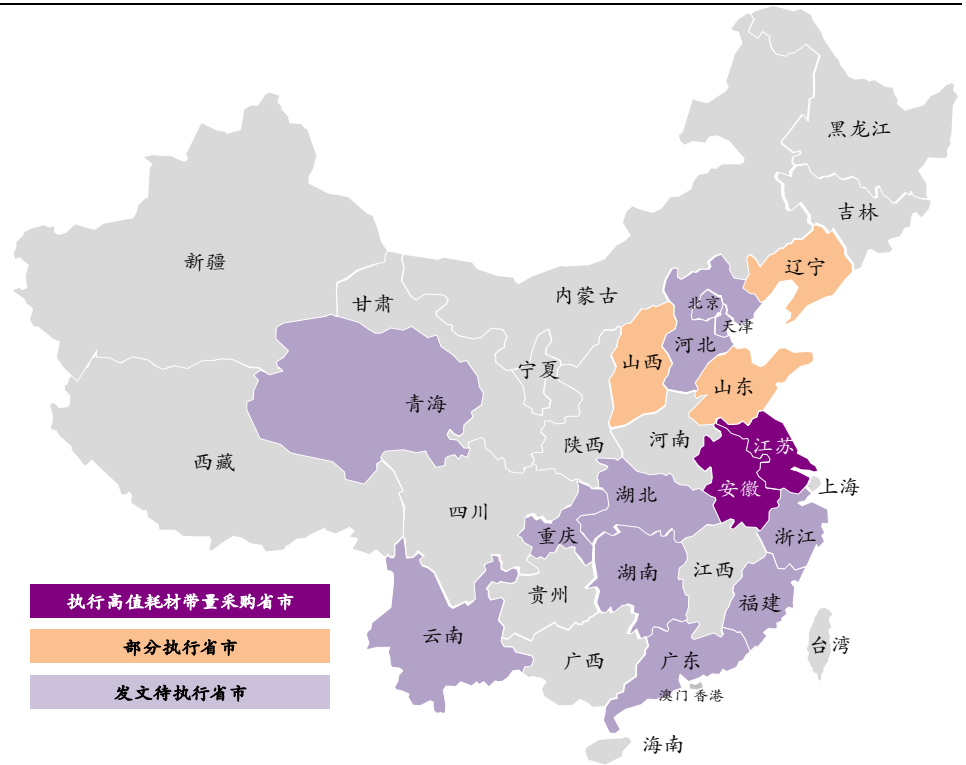 黑龙江
吉林
辽宁
新疆
内蒙古
甘肃
北京
天津
河北
山西
宁夏
山东
青海
河南
陕西
江苏
西藏
安徽
上海
湖北
四川
重庆
浙江
湖南
江西
贵州
福建
云南
台湾
广西
广东
澳门 香港
海南
执行高值耗材带量采购省市
部分执行省市
发文待执行省市